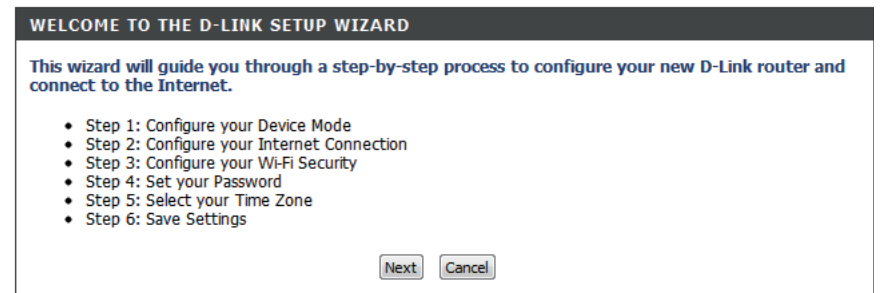 WELCOME TO THE D-LINK SETUP WIZARD
This wizard will guide you through a step-by-step process to configure your new D-Link router and
connect to the Internet.
• Step 1: Configure your Device Mode
• Step 2: Configure your Internet Connection
• Step 3: Configure your Wi-Fi Security
• Step 4: Set your Password
• Step 5: Select your Time Zone
• Step 6: Save Settings
Next Cancel